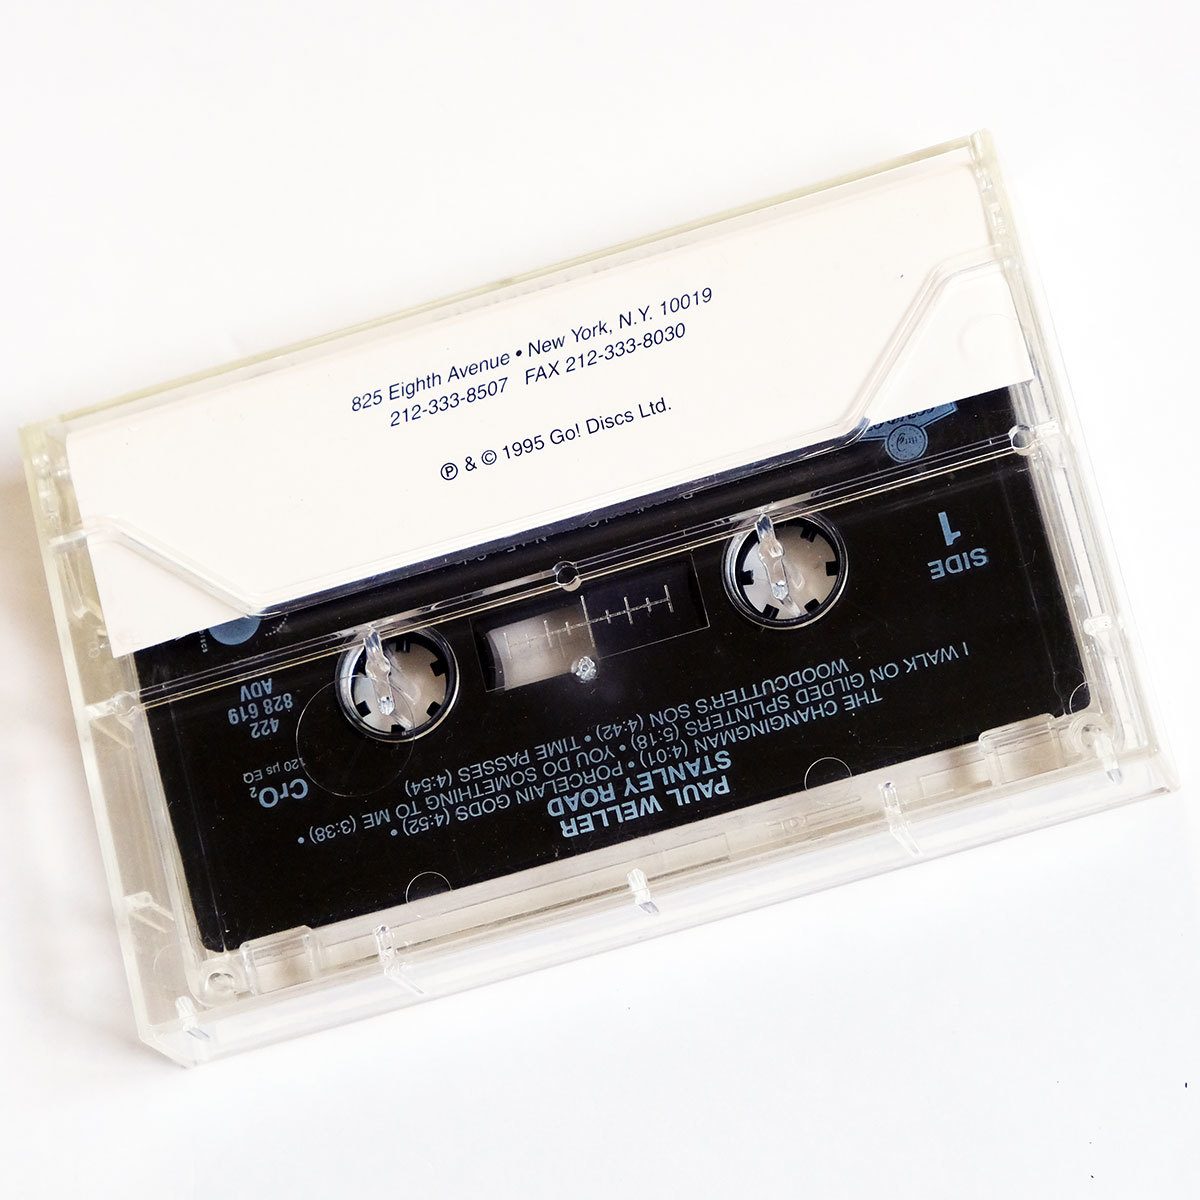 825 Eighth Avenue • New York, N.Y. 10019
212-333-8507 FAX 212-333-8030
℗ & © 1995 Go! Discs Ltd.
PAUL WELLER
STANLEY ROAD
THE CHANGINGMAN (4:01) • PORCELAIN GODS (4:52) •
I WALK ON GILDED SPLINTERS (5:18) • YOU DO SOMETHING TO ME (3:38) •
WOODCUTTER'S SON (4:42) • TIME PASSES (4:54)
CrO₂
120 µs EQ
SIDE
1
422
828 619
ADV